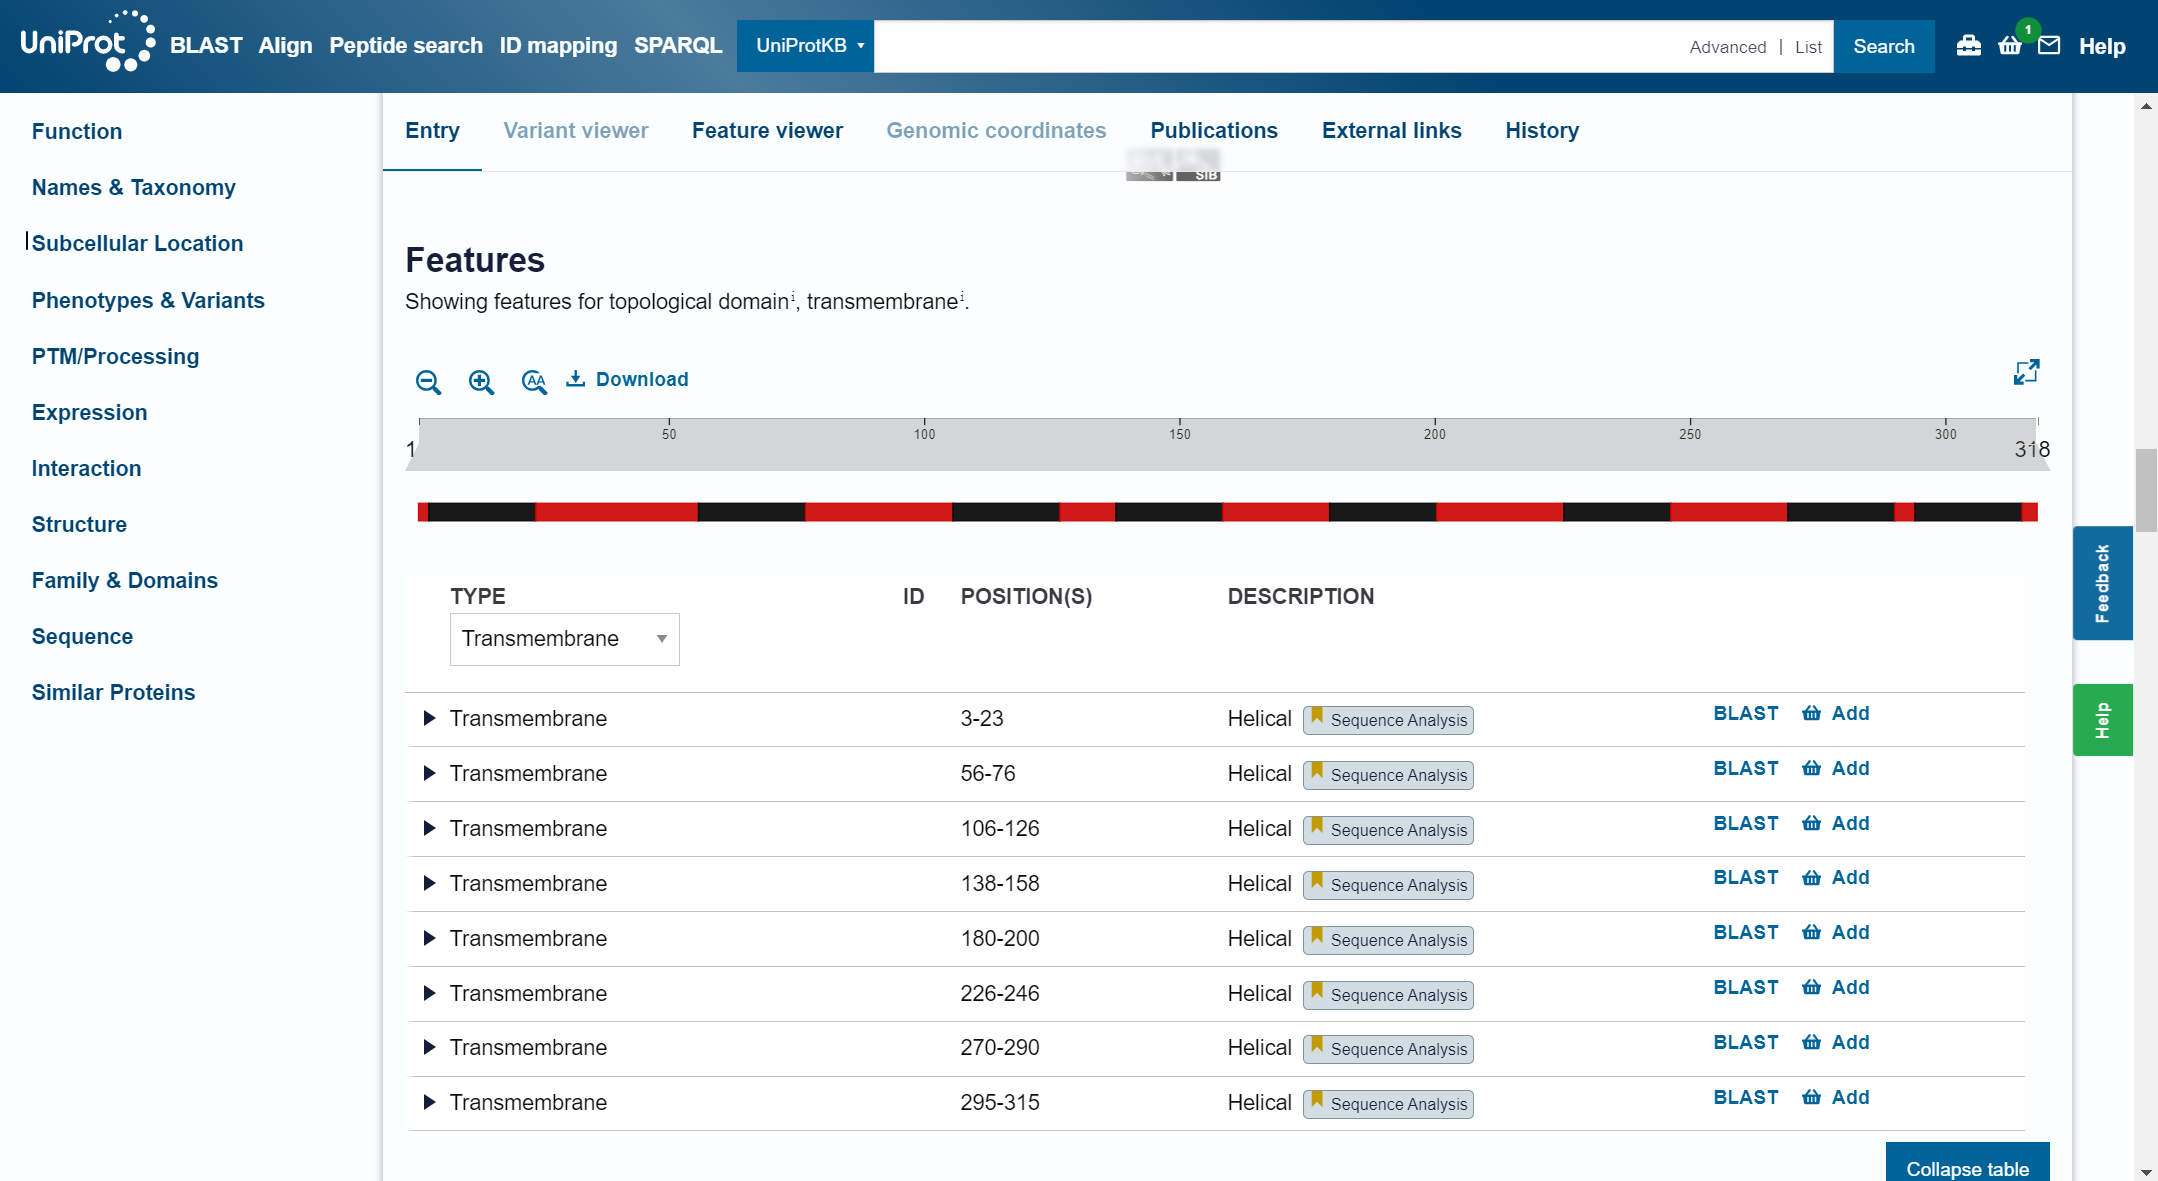 UniProt BLAST Align Peptide search ID mapping SPARQL UniProtKB Advanced | List Search 1 Help
Function
Names & Taxonomy
Subcellular Location
Phenotypes & Variants
PTM/Processing
Expression
Interaction
Structure
Family & Domains
Sequence
Similar Proteins
Entry Variant viewer Feature viewer Genomic coordinates Publications External links History
SIB
Features
Showing features for topological domain i, transmembrane i.
AA Download
50 100 150 200 250 300
1 318
TYPE ID POSITION(S) DESCRIPTION
Transmembrane
Transmembrane 3-23 Helical Sequence Analysis BLAST Add
Transmembrane 56-76 Helical Sequence Analysis BLAST Add
Transmembrane 106-126 Helical Sequence Analysis BLAST Add
Transmembrane 138-158 Helical Sequence Analysis BLAST Add
Transmembrane 180-200 Helical Sequence Analysis BLAST Add
Transmembrane 226-246 Helical Sequence Analysis BLAST Add
Transmembrane 270-290 Helical Sequence Analysis BLAST Add
Transmembrane 295-315 Helical Sequence Analysis BLAST Add
Collapse table
Feedback
Help